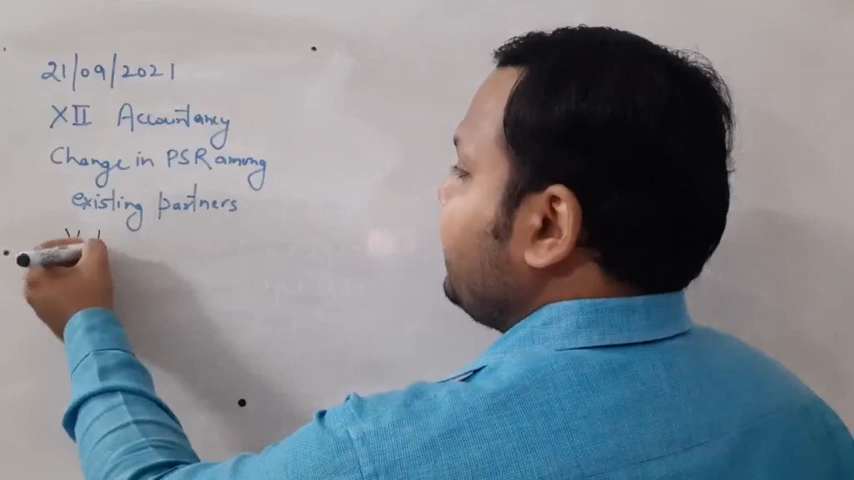 21/09/2021
XII Accountancy
Change in PSR among
existing partners